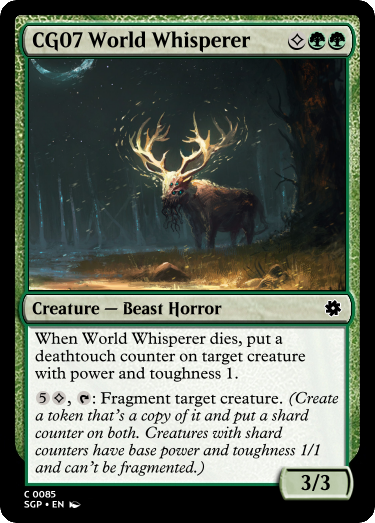 CG07 World Whisperer
Creature — Beast Horror
When World Whisperer dies, put a
deathtouch counter on target creature
with power and toughness 1.
5 , : Fragment target creature. (Create
a token that's a copy of it and put a shard
counter on both. Creatures with shard
counters have base power and toughness 1/1
and can't be fragmented.)
3/3
C 0085
SGP • EN